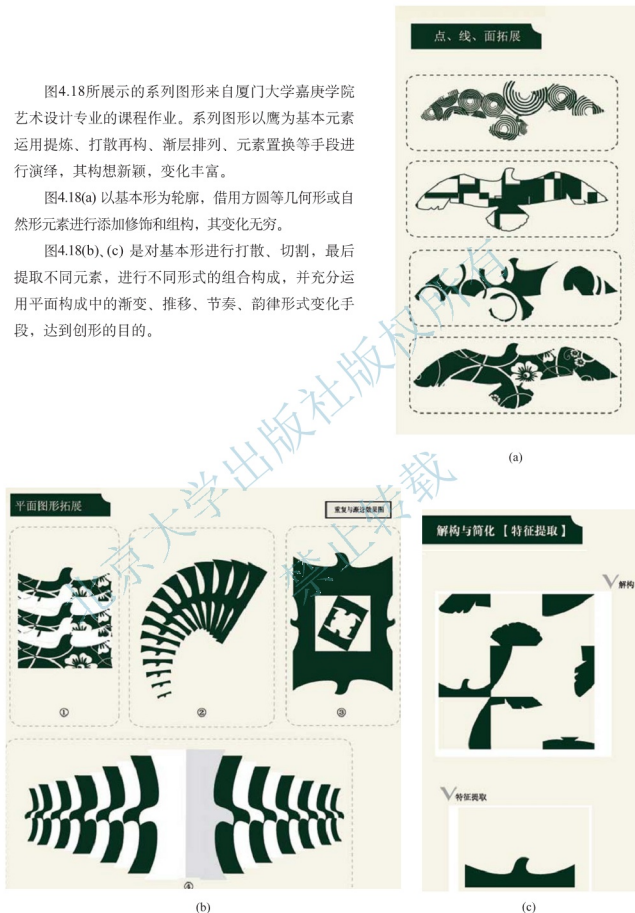 图4.18所展示的系列图形来自厦门大学嘉庚学院
艺术设计专业的课程作业。系列图形以鹰为基本元素
运用提炼、打散再构、渐层排列、元素置换等手段进
行演绎，其构想新颖，变化丰富。
图4.18(a) 以基本形为轮廓，借用方圆等几何形或自
然形元素进行添加修饰和组构，其变化无穷。
图4.18(b)、(c) 是对基本形进行打散、切割，最后
提取不同元素，进行不同形式的组合构成，并充分运
用平面构成中的渐变、推移、节奏、韵律形式变化手
段，达到创形的目的。
点、线、面拓展
(a)
北京大学出版社版权所有
禁止转载
平面图形拓展
重复与渐进效果图
①
②
③
④
(b)
解构与简化【特征提取】
解构
特征提取
(c)